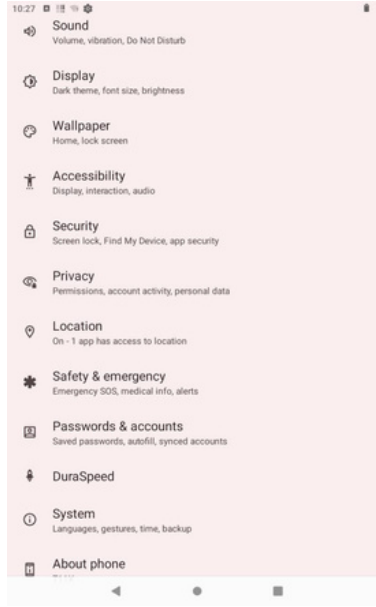 10:27
Sound
Volume, vibration, Do Not Disturb
Display
Dark theme, font size, brightness
Wallpaper
Home, lock screen
Accessibility
Display, interaction, audio
Security
Screen lock, Find My Device, app security
Privacy
Permissions, account activity, personal data
Location
On - 1 app has access to location
Safety & emergency
Emergency SOS, medical info, alerts
Passwords & accounts
Saved passwords, autofill, synced accounts
DuraSpeed
System
Languages, gestures, time, backup
About phone